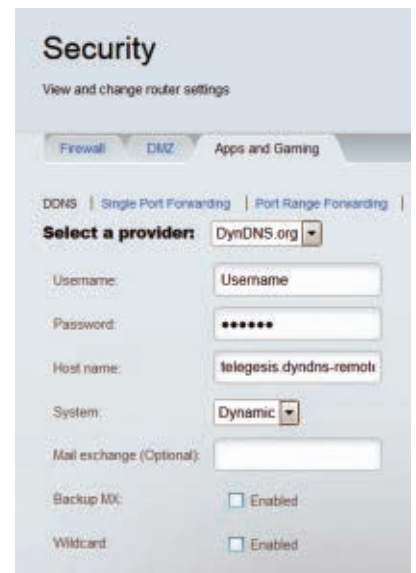 Security
View and change router settings
Firewall DMZ Apps and Gaming
DDNS | Single Port Forwarding | Port Range Forwarding |
Select a provider: DynDNS.org
Username: Username
Password: ••••••
Host name: telegesis.dyndns-remot
System: Dynamic
Mail exchange (Optional):
Backup MX: Enabled
Wildcard: Enabled